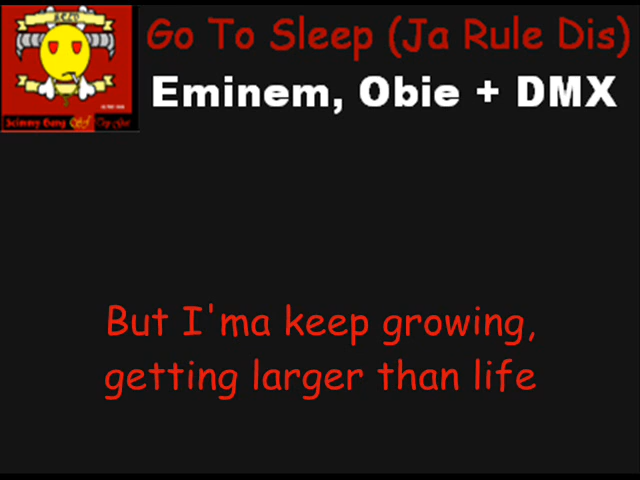 Go To Sleep (Ja Rule Dis)
Eminem, Obie + DMX
But I'ma keep growing,
getting larger than life